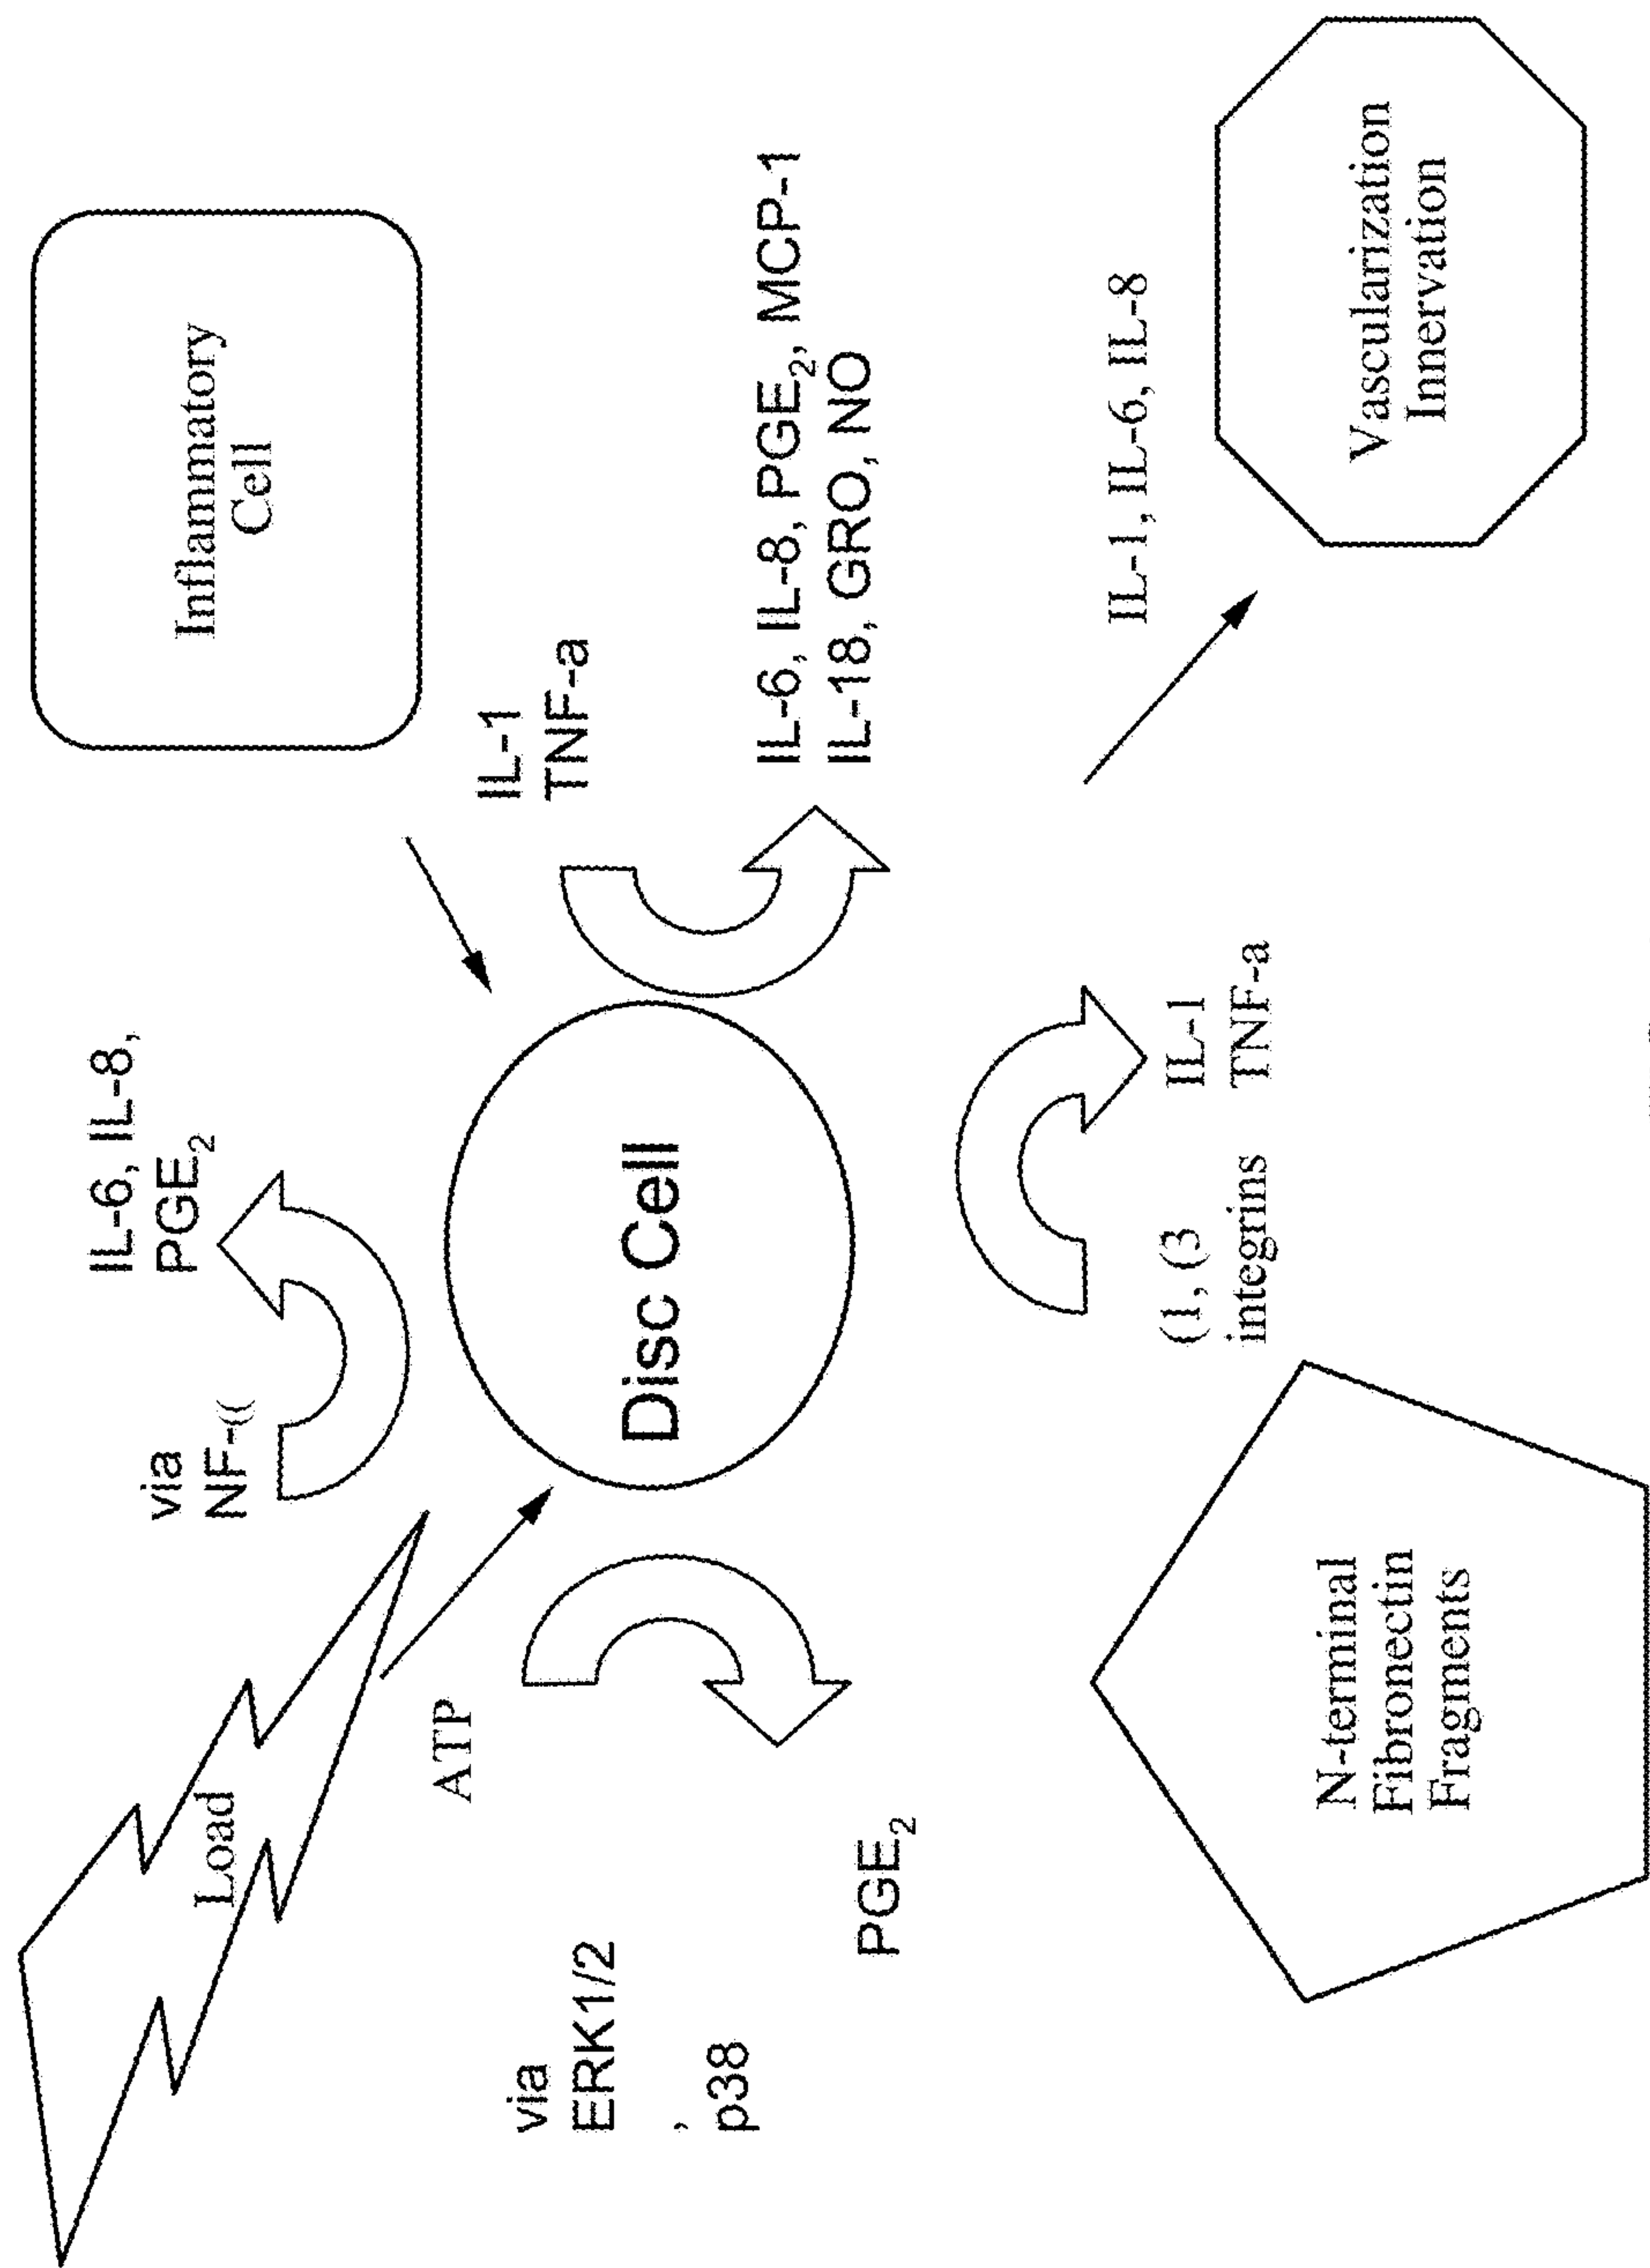 Load
via
NF-((
IL-6, IL-8,
PGE2
Inflammatory
Cell
ATP
IL-1
TNF-a
via
ERK1/2
,
p38
Disc Cell
PGE2
IL-6, IL-8, PGE2, MCP-1
IL-18, GRO, NO
IL-1, IL-6, IL-8
(1, (3
integrins
IL-1
TNF-a
N-terminal
Fibronectin
Fragments
Vascularization
Innervation